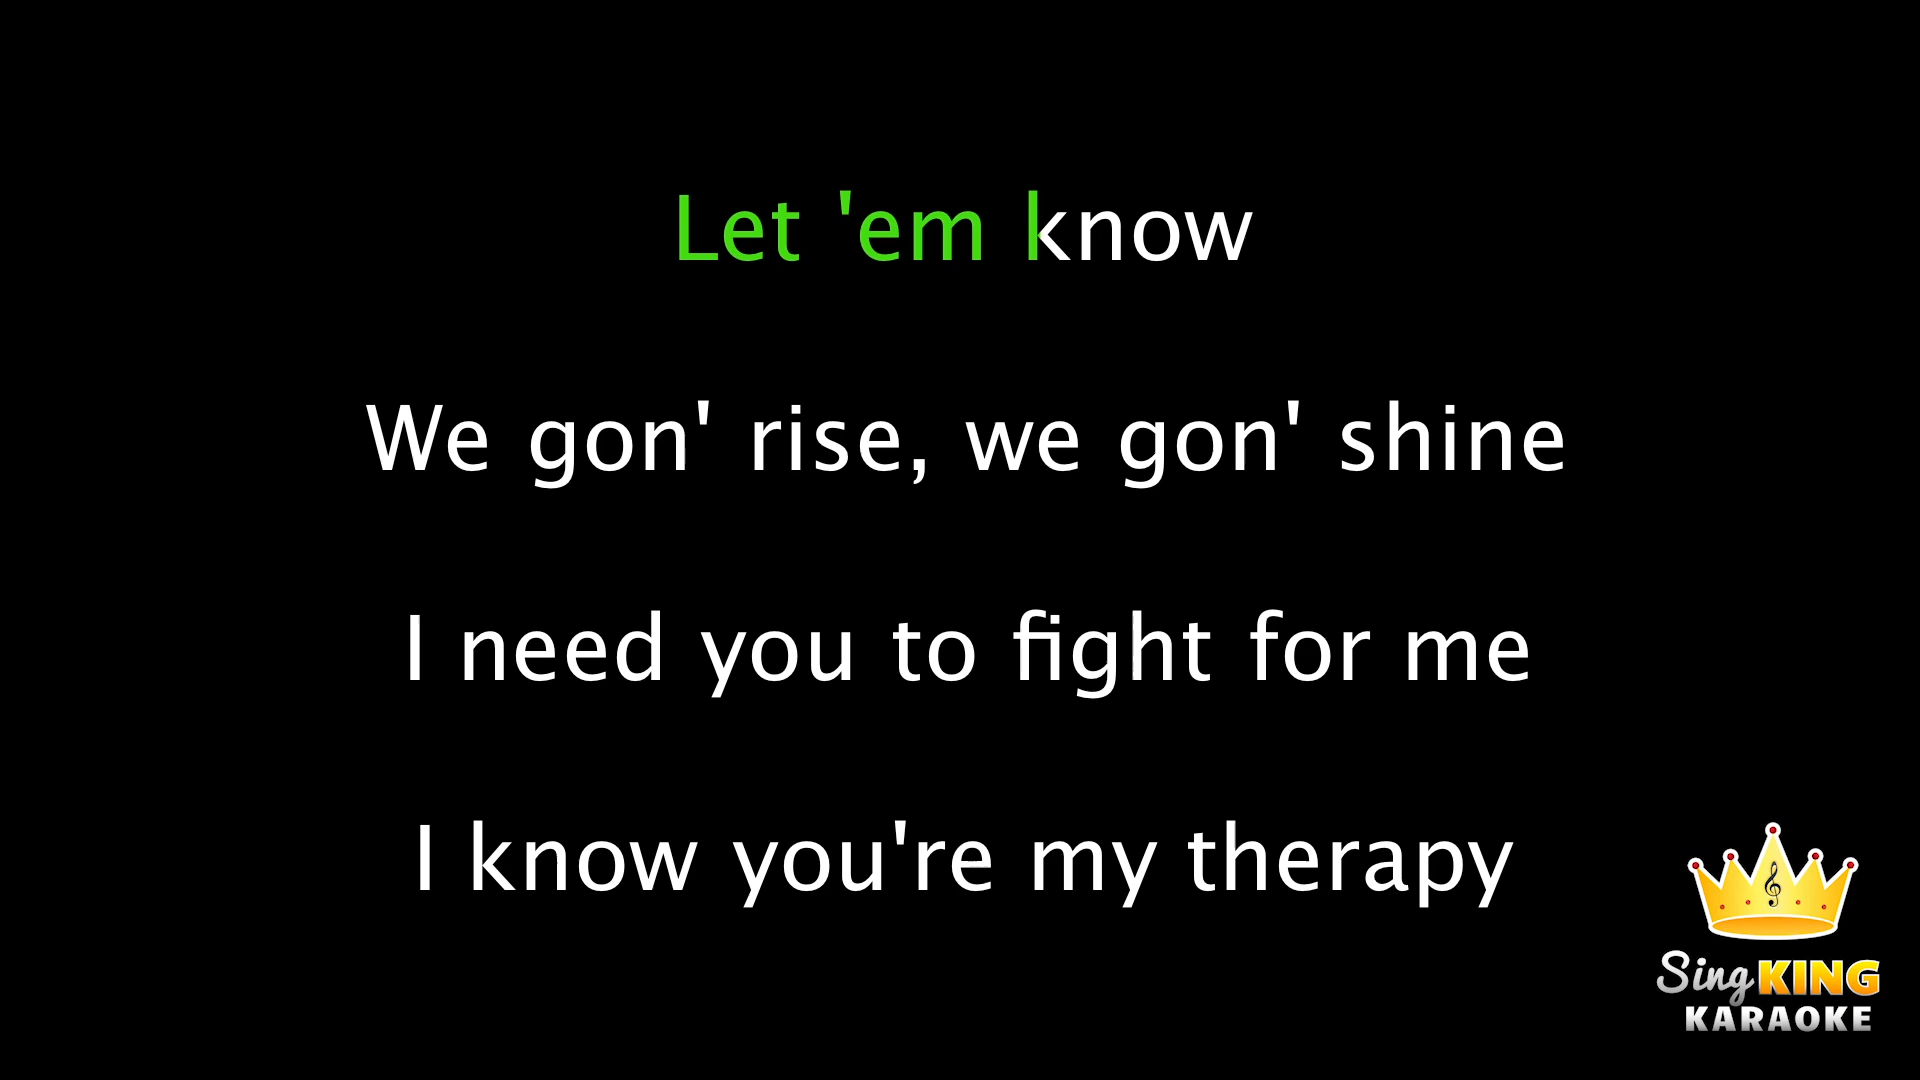 Let 'em know
We gon' rise, we gon' shine
I need you to fight for me
I know you're my therapy
Sing KING
KARAOKE